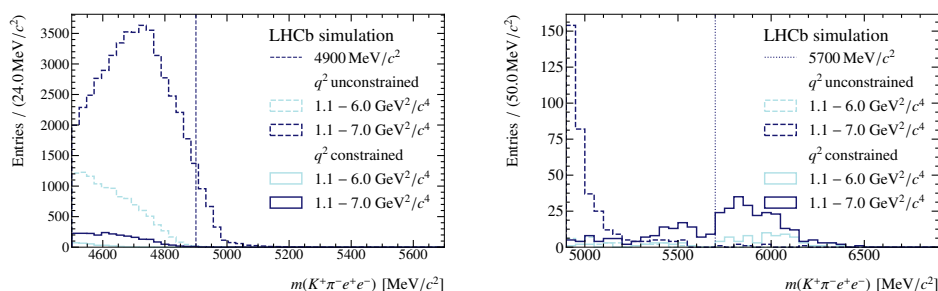 Entries / (24.0 MeV/c²)
3500
3000
2500
2000
1500
1000
500
0
LHCb simulation
4900 MeV/c²
q² unconstrained
1.1 – 6.0 GeV²/c⁴
1.1 – 7.0 GeV²/c⁴
q² constrained
1.1 – 6.0 GeV²/c⁴
1.1 – 7.0 GeV²/c⁴
4600 4800 5000 5200 5400 5600
m(K⁺π⁻e⁺e⁻) [MeV/c²]
Entries / (50.0 MeV/c²)
150
125
100
75
50
25
0
LHCb simulation
5700 MeV/c²
q² unconstrained
1.1 – 6.0 GeV²/c⁴
1.1 – 7.0 GeV²/c⁴
q² constrained
1.1 – 6.0 GeV²/c⁴
1.1 – 7.0 GeV²/c⁴
5000 5500 6000 6500
m(K⁺π⁻e⁺e⁻) [MeV/c²]